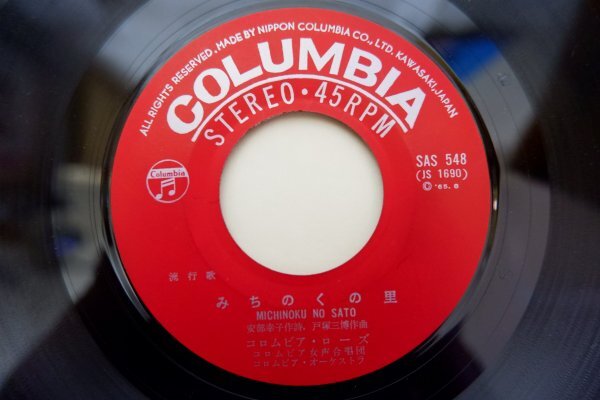 ALL RIGHTS RESERVED. MADE BY NIPPON COLUMBIA CO., LTD. KAWASAKI, JAPAN
COLUMBIA
STEREO・45RPM
Columbia
SAS 548
(JS 1690)
流行歌
みちのくの里
MICHINOKU NO SATO
安部幸子作詩、戸塚三博作曲
コロムビア・ローズ
コロムビア女声合唱団
コロムビア・オーケストラ